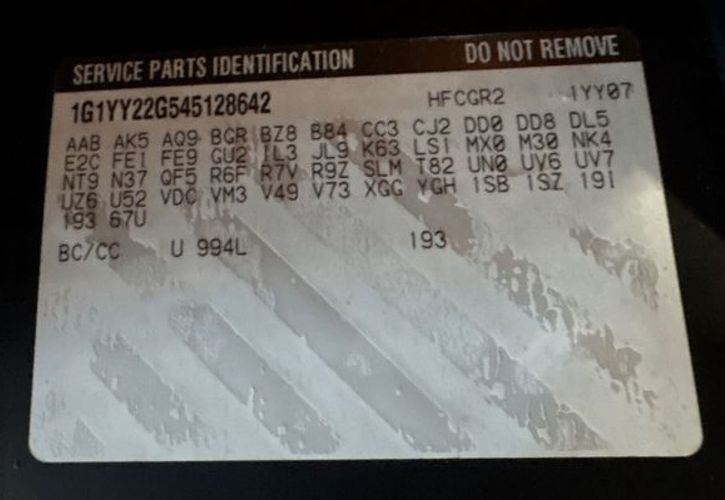 SERVICE PARTS IDENTIFICATION DO NOT REMOVE
1G1YY22G545128642 HFCGR2 1YY07
AAB AK5 AQ9 BGR BZ8 B84 CC3 CJ2 DD0 DD8 DL5
E2C FE1 FE9 GU2 IL3 JL9 K63 LS1 MX0 M30 NK4
NT9 N37 QF5 R6F R7V R9Z SLM T82 UN0 UV6 UV7
UZ6 U52 VDC VM3 V49 V73 XGG YGH 1SB 1SZ 19I
193 67U
BC/CC U 994L 193